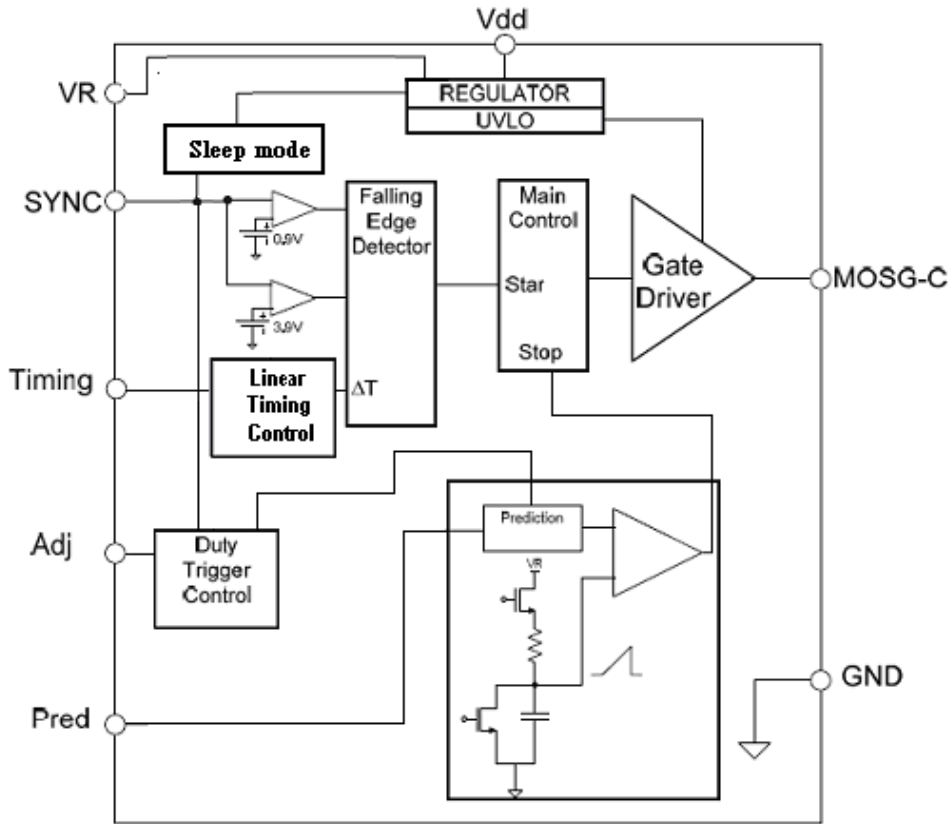 Vdd
VR
REGULATOR
UVLO
Sleep mode
SYNC
0.9V
3.9V
Falling
Edge
Detector
ΔT
Main
Control
Star
Stop
Gate
Driver
MOSG-C
Timing
Linear
Timing
Control
Adj
Duty
Trigger
Control
Prediction
VR
Pred
GND